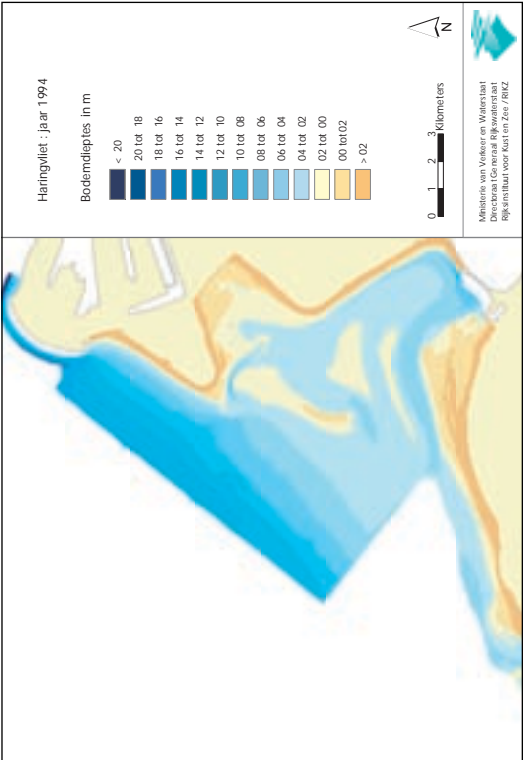 Haringvliet : jaar 1994
Bodemdieptes in m
< 20
20 tot 18
18 tot 16
16 tot 14
14 tot 12
12 tot 10
10 tot 08
08 tot 06
06 tot 04
04 tot 02
02 tot 00
00 tot 02
> 02
N
0 1 2 3 Kilometers
Ministerie van Verkeer en Waterstaat
Directoraat Generaal Rijkswaterstaat
Rijksinstituut voor Kust en Zee / RIKZ